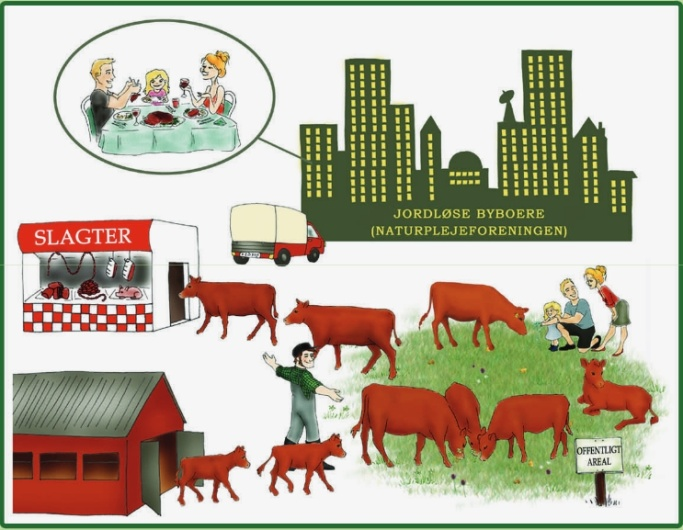 JORDLØSE BYBOERE
(NATURPLEJEFORENINGEN)
SLAGTER
OFFENTLIGT
AREAL